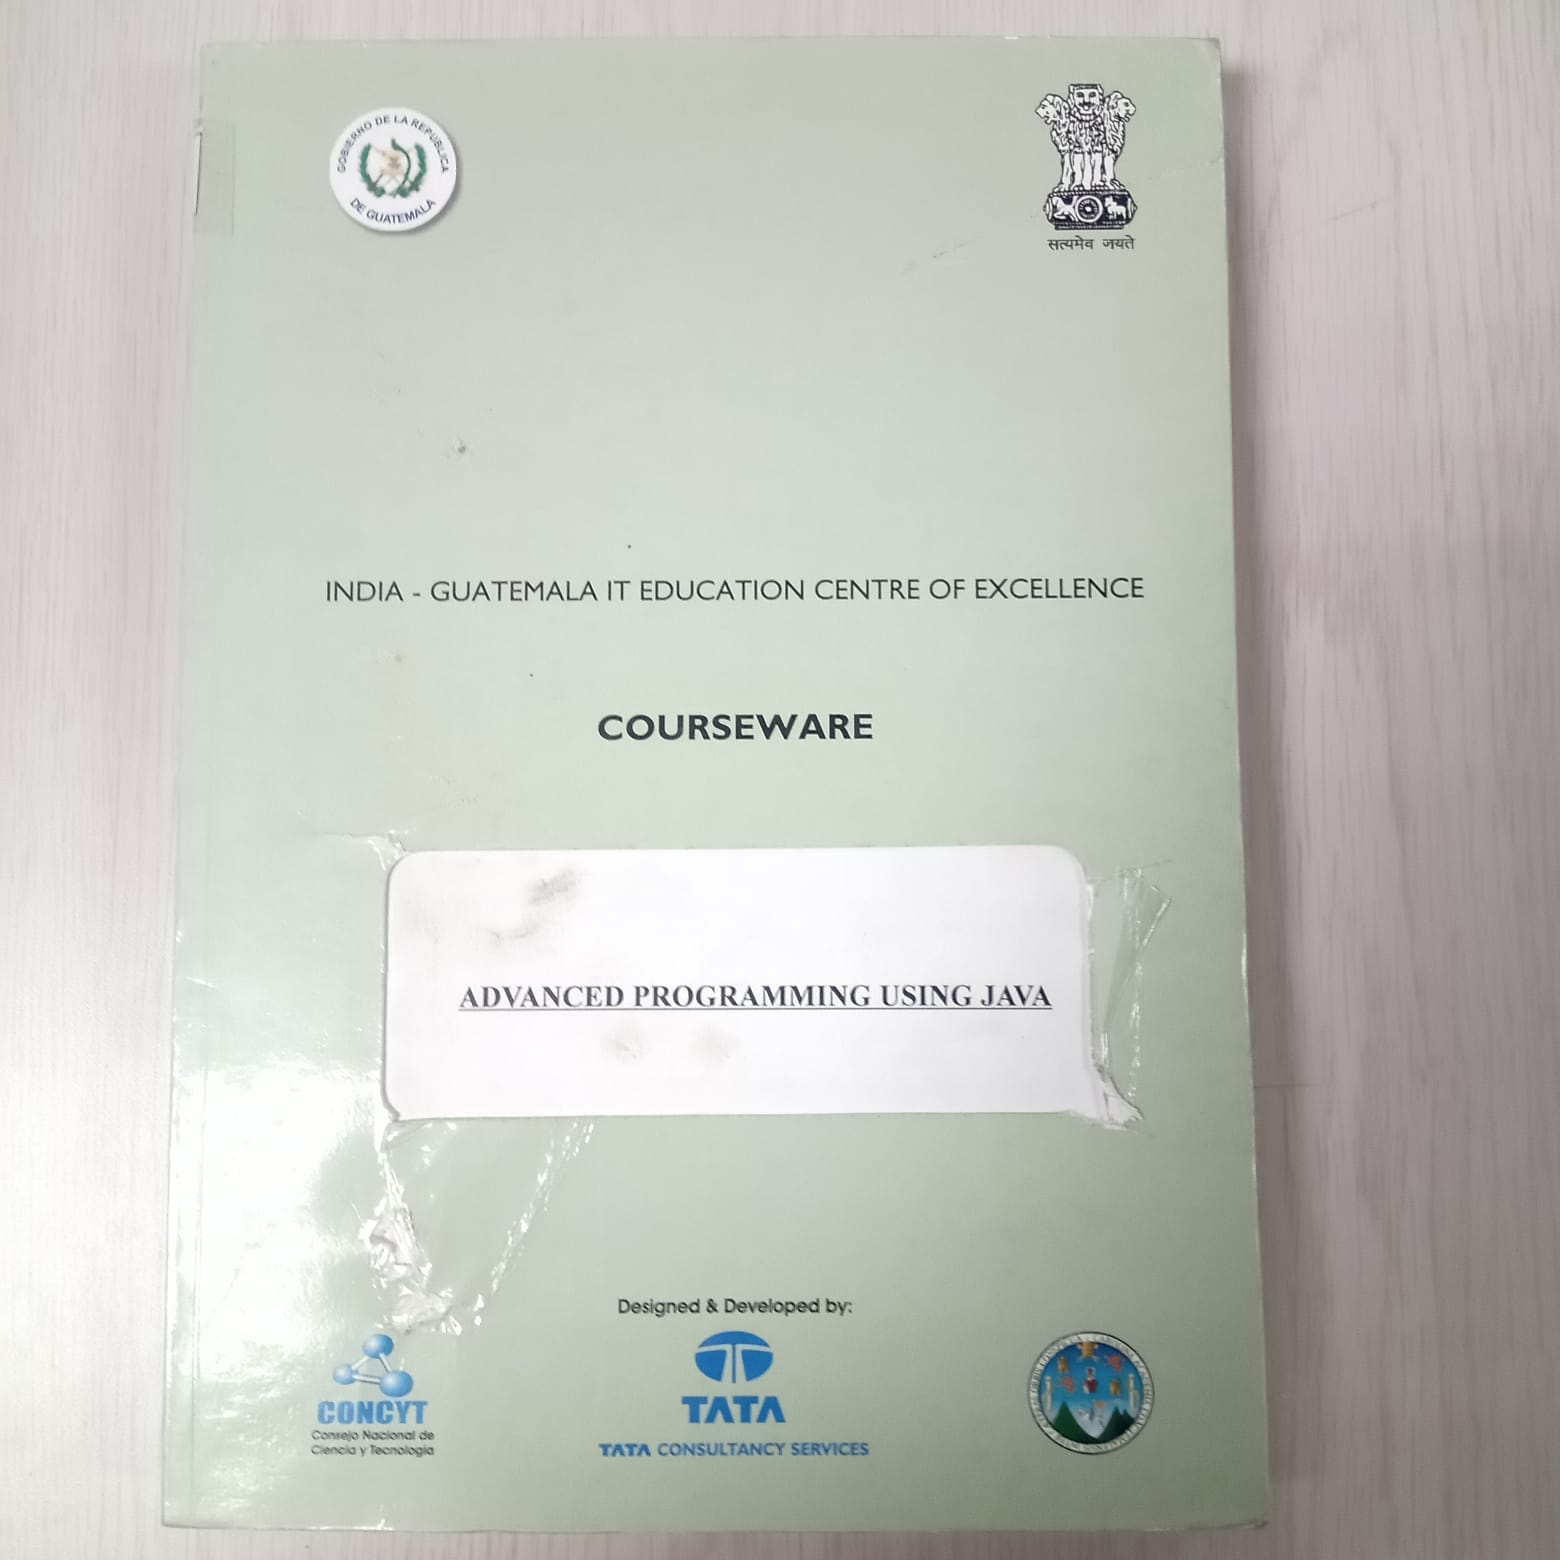 GOBIERNO DE LA REPUBLICA
DE GUATEMALA
सत्यमेव जयते
INDIA - GUATEMALA IT EDUCATION CENTRE OF EXCELLENCE
COURSEWARE
ADVANCED PROGRAMMING USING JAVA
Designed & Developed by:
CONCYT
Consejo Nacional de
Ciencia y Tecnología
TATA
TATA CONSULTANCY SERVICES